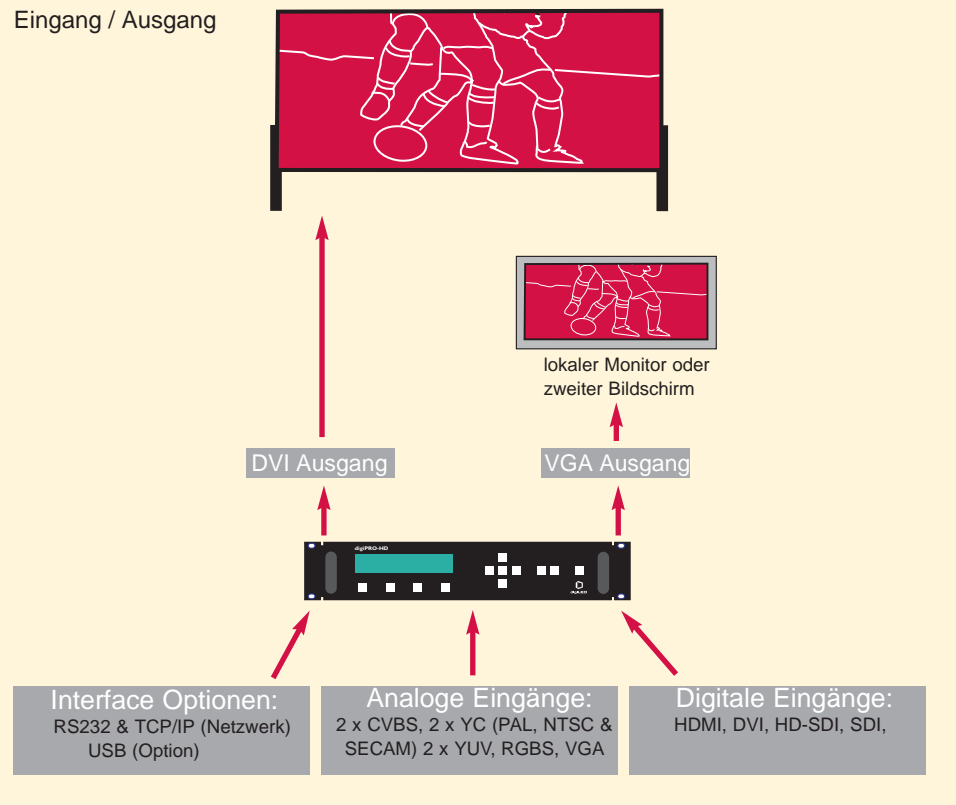 Eingang / Ausgang
lokaler Monitor oder
zweiter Bildschirm
DVI Ausgang
VGA Ausgang
digiPRO-HD
Interface Optionen:
RS232 & TCP/IP (Netzwerk)
USB (Option)
Analoge Eingänge:
2 x CVBS, 2 x YC (PAL, NTSC &
SECAM) 2 x YUV, RGBS, VGA
Digitale Eingänge:
HDMI, DVI, HD-SDI, SDI,